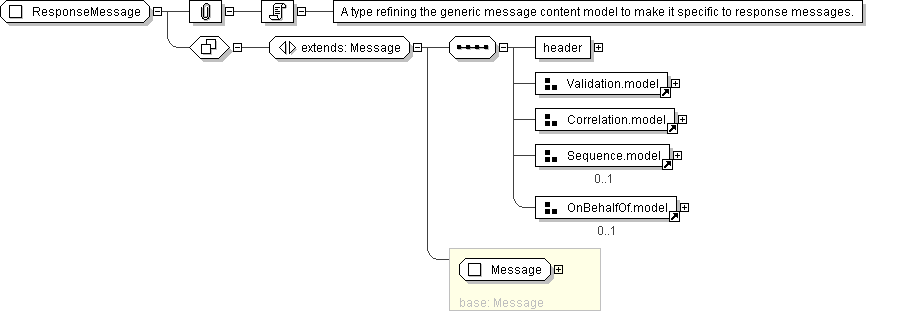 ResponseMessage
A type refining the generic message content model to make it specific to response messages.
extends: Message
header
Validation.model
Correlation.model
Sequence.model
0..1
OnBehalfOf.model
0..1
Message
base: Message